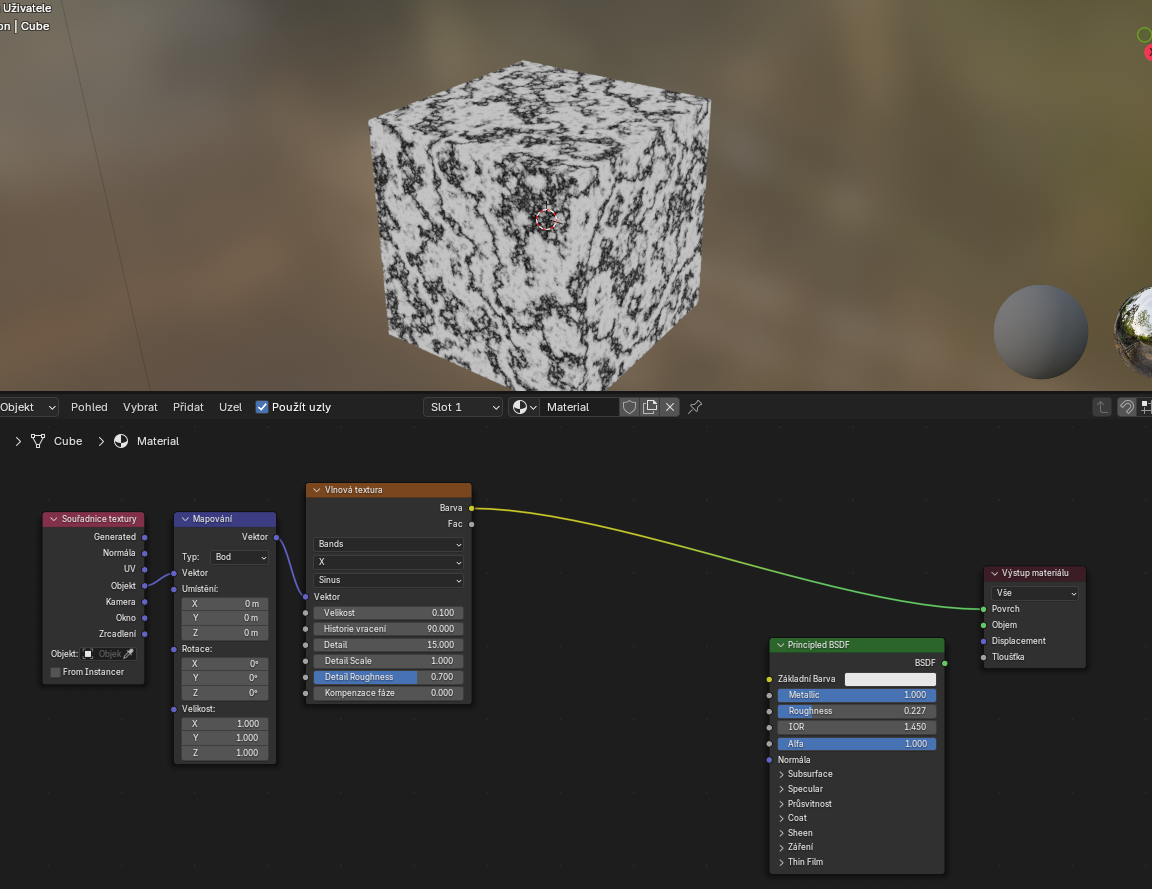 Uživatele
on | Cube
Objekt Pohled Vybrat Přidat Uzel Použít uzly Slot 1 Material
Cube Material
Souřadnice textury
Generated
Normála
UV
Objekt
Kamera
Okno
Zrcadlení
Objekt: Objek
From Instancer
Mapování
Vektor
Typ: Bod
Vektor
Umístění:
X 0 m
Y 0 m
Z 0 m
Rotace:
X 0°
Y 0°
Z 0°
Velikost:
X 1.000
Y 1.000
Z 1.000
Vlnová textura
Barva
Fac
Bands
X
Sinus
Vektor
Velikost 0.100
Historie vracení 90.000
Detail 15.000
Detail Scale 1.000
Detail Roughness 0.700
Kompenzace fáze 0.000
Principled BSDF
BSDF
Základní Barva
Metallic 1.000
Roughness 0.227
IOR 1.450
Alfa 1.000
Normála
Subsurface
Specular
Průsvitnost
Coat
Sheen
Záření
Thin Film
Výstup materiálu
Vše
Povrch
Objem
Displacement
Tloušťka